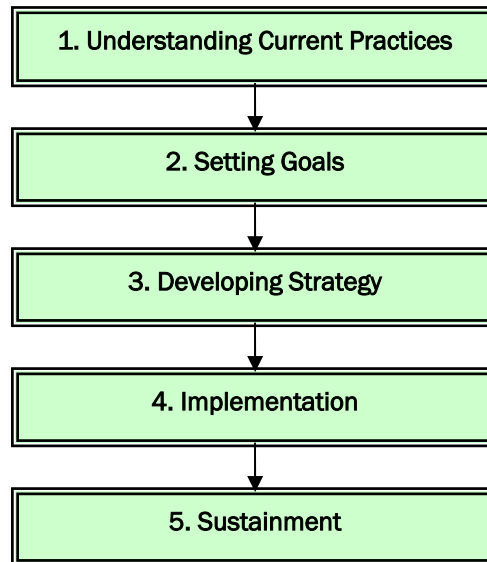 1. Understanding Current Practices
2. Setting Goals
3. Developing Strategy
4. Implementation
5. Sustainment